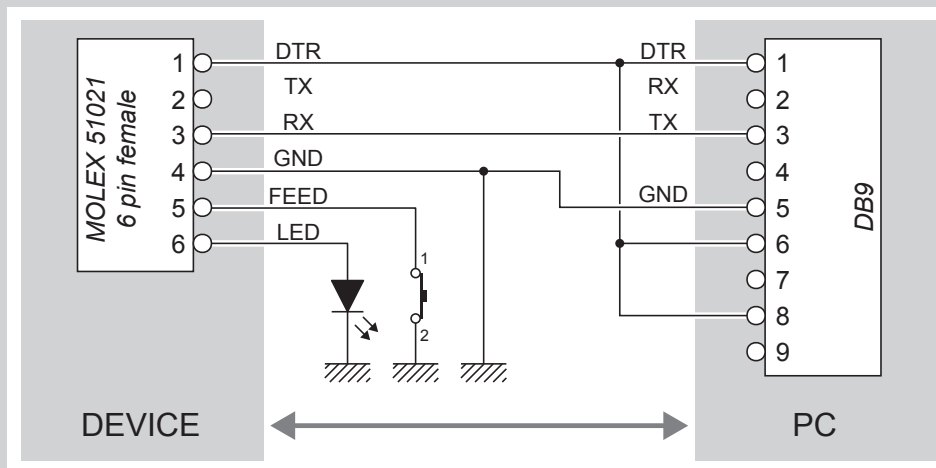 MOLEX 51021
6 pin female
1
2
3
4
5
6
DTR
TX
RX
GND
FEED
LED
1
2
DTR
RX
TX
GND
1
2
3
4
5
6
7
8
9
DB9
DEVICE
PC